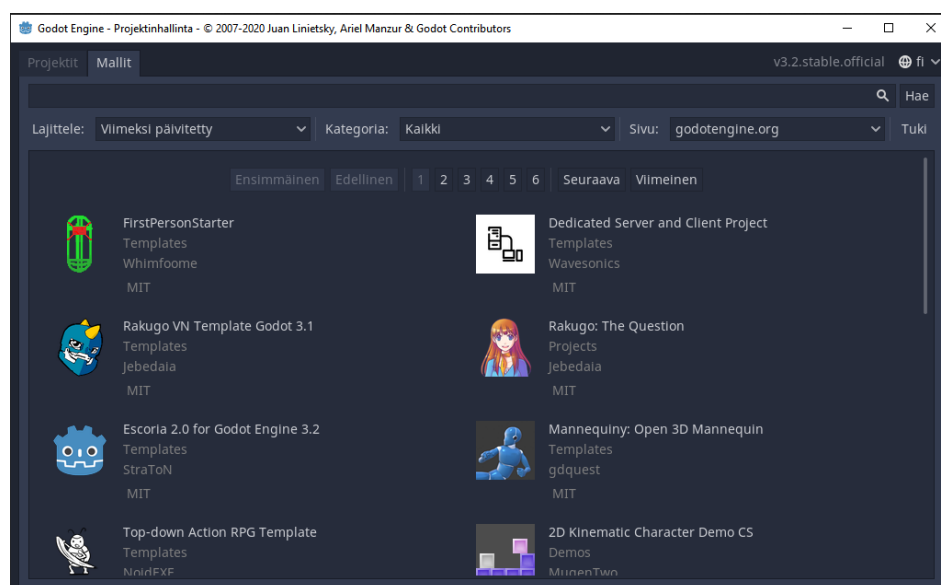 Godot Engine - Projektinhallinta - © 2007-2020 Juan Linietsky, Ariel Manzur & Godot Contributors
Projektit Mallit v3.2.stable.official fi
Hae
Lajittele: Viimeksi päivitetty Kategoria: Kaikki Sivu: godotengine.org Tuki
Ensimmäinen Edellinen 1 2 3 4 5 6 Seuraava Viimeinen
FirstPersonStarter
Templates
Whimfoome
MIT
Dedicated Server and Client Project
Templates
Wavesonics
MIT
Rakugo VN Template Godot 3.1
Templates
Jebedaia
MIT
Rakugo: The Question
Projects
Jebedaia
MIT
Escoria 2.0 for Godot Engine 3.2
Templates
StraToN
MIT
Mannequiny: Open 3D Mannequin
Templates
gdquest
MIT
Top-down Action RPG Template
Templates
NoidEXE
2D Kinematic Character Demo CS
Demos
MugenTwo